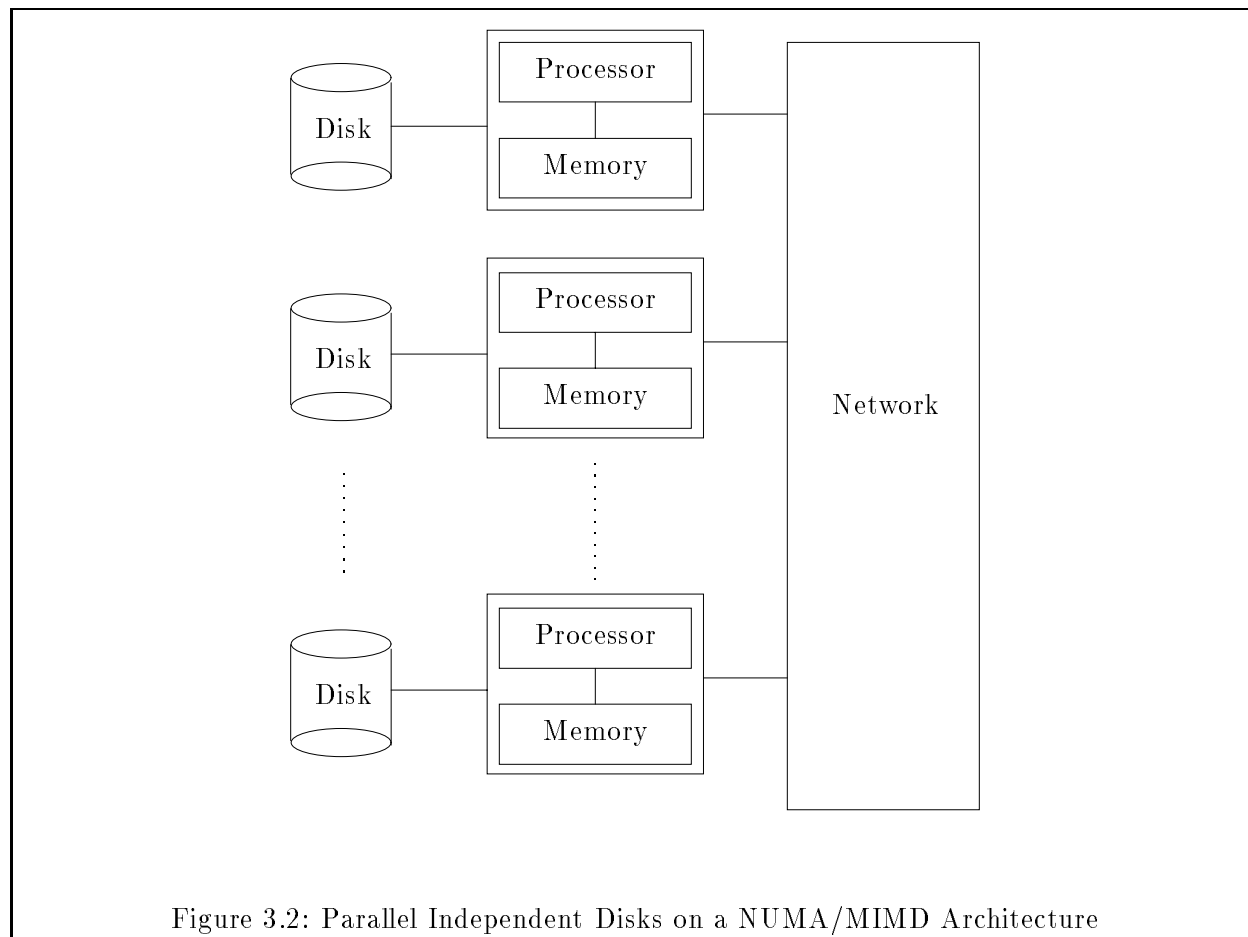 Processor
Disk
Memory
Processor
Disk
Memory
Network
Processor
Disk
Memory
Figure 3.2: Parallel Independent Disks on a NUMA/MIMD Architecture